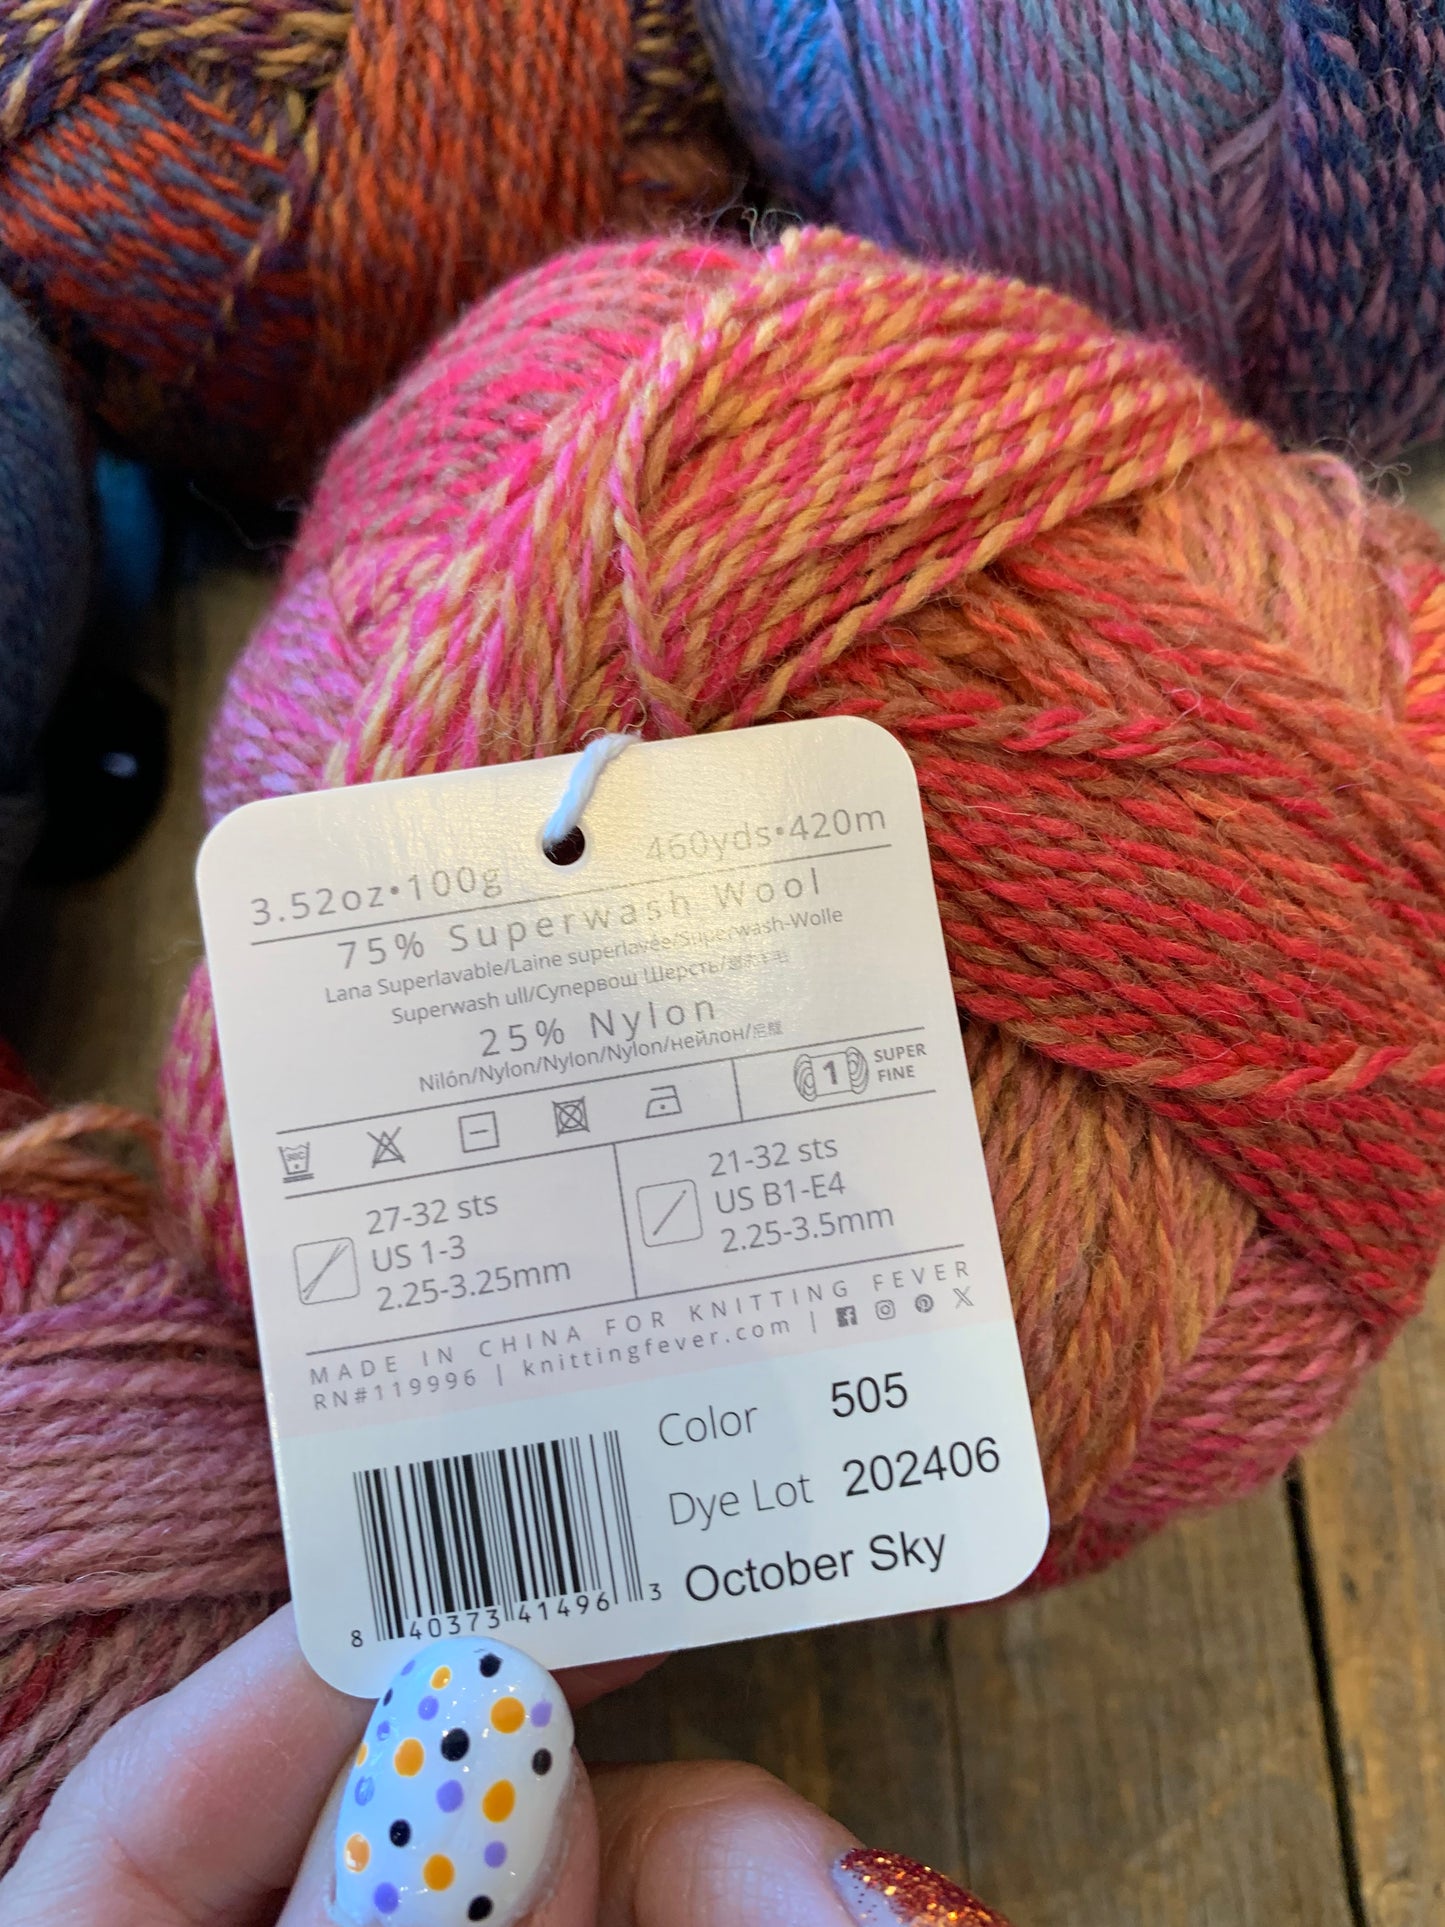 3.52oz•100g 460yds•420m
75% Superwash Wool
Lana Superlavable/Laine superlavée/Superwash-Wolle
Superwash ull/Супервош Шерсть/
25% Nylon
Nilón/Nylon/Nylon/Nylon/нейлон/尼龍
30C
1 SUPER
FINE
27-32 sts
US 1-3
2.25-3.25mm
21-32 sts
US B1-E4
2.25-3.5mm
MADE IN CHINA FOR KNITTING FEVER
RN#119996 | knittingfever.com |
Color 505
Dye Lot 202406
October Sky
8 40373 41496 3